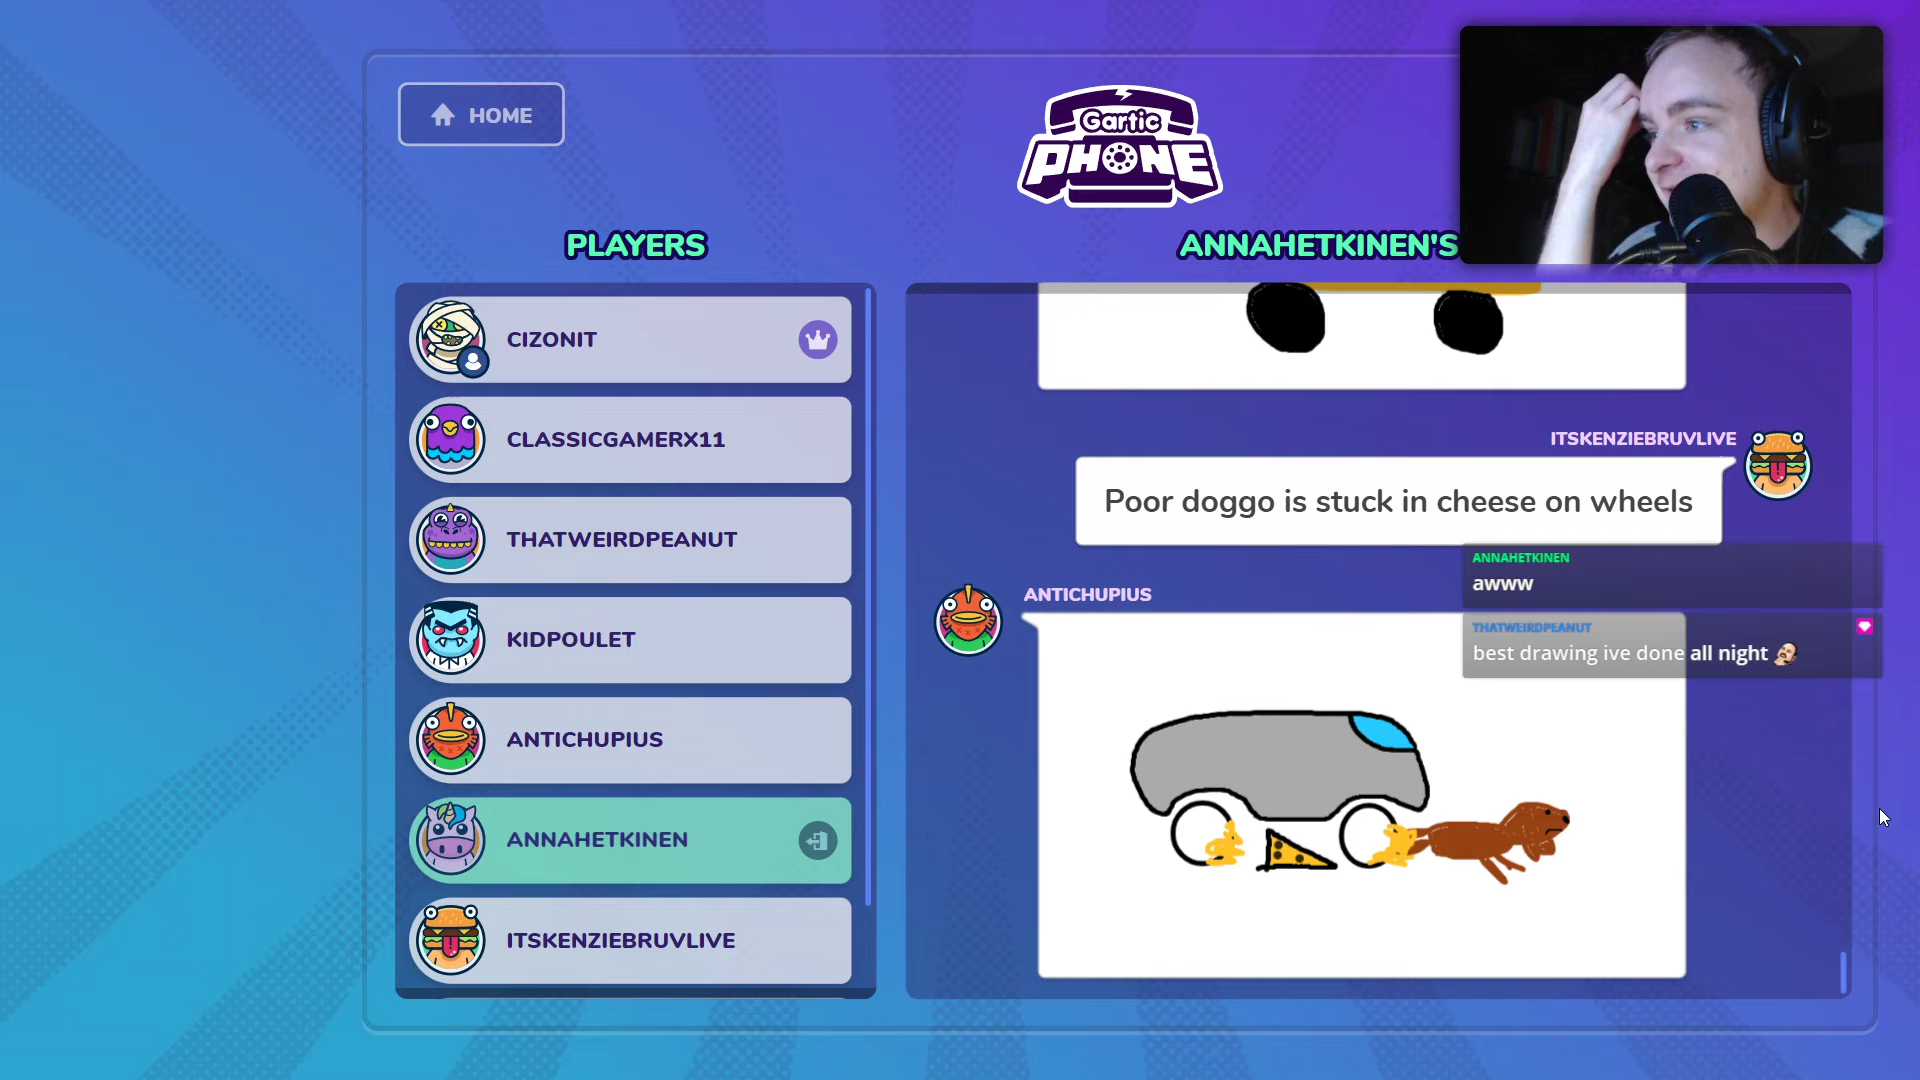 HOME
Gartic
PHONE
PLAYERS
ANNAHETKINEN'S
CIZONIT
CLASSICGAMERX11
THATWEIRDPEANUT
KIDPOULET
ANTICHUPIUS
ANNAHETKINEN
ITSKENZIEBRUVLIVE
ITSKENZIEBRUVLIVE
Poor doggo is stuck in cheese on wheels
ANNAHETKINEN
awww
ANTICHUPIUS
THATWEIRDPEANUT
best drawing ive done all night